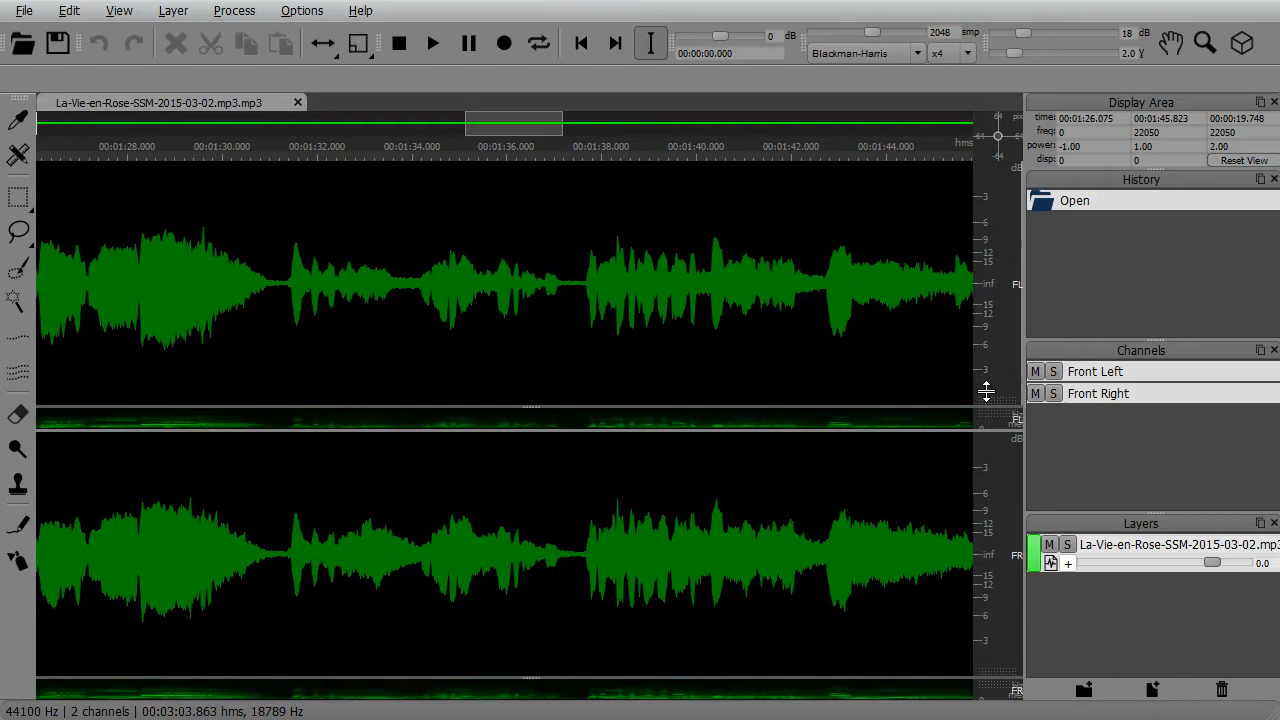 File Edit View Layer Process Options Help
0 dB
00:00:00.000
2048 smp
Blackman-Harris x4
18 dB
2.0 γ
La-Vie-en-Rose-SSM-2015-03-02.mp3.mp3
00:01:28.000 00:01:30.000 00:01:32.000 00:01:34.000 00:01:36.000 00:01:38.000 00:01:40.000 00:01:42.000 00:01:44.000 hms
dB
3
6
9
12
15
inf FL
15
12
9
6
3
FL
dB
3
6
9
12
15
inf FR
15
12
9
6
3
FR
Display Area
time: 00:01:26.075 00:01:45.823 00:00:19.748
freq: 0 22050 22050
power: -1.00 1.00 2.00
disp: 0 0 Reset View
History
Open
Channels
M S Front Left
M S Front Right
Layers
M S La-Vie-en-Rose-SSM-2015-03-02.mp3
+ 0.0
44100 Hz | 2 channels | 00:03:03.863 hms, 18789 Hz